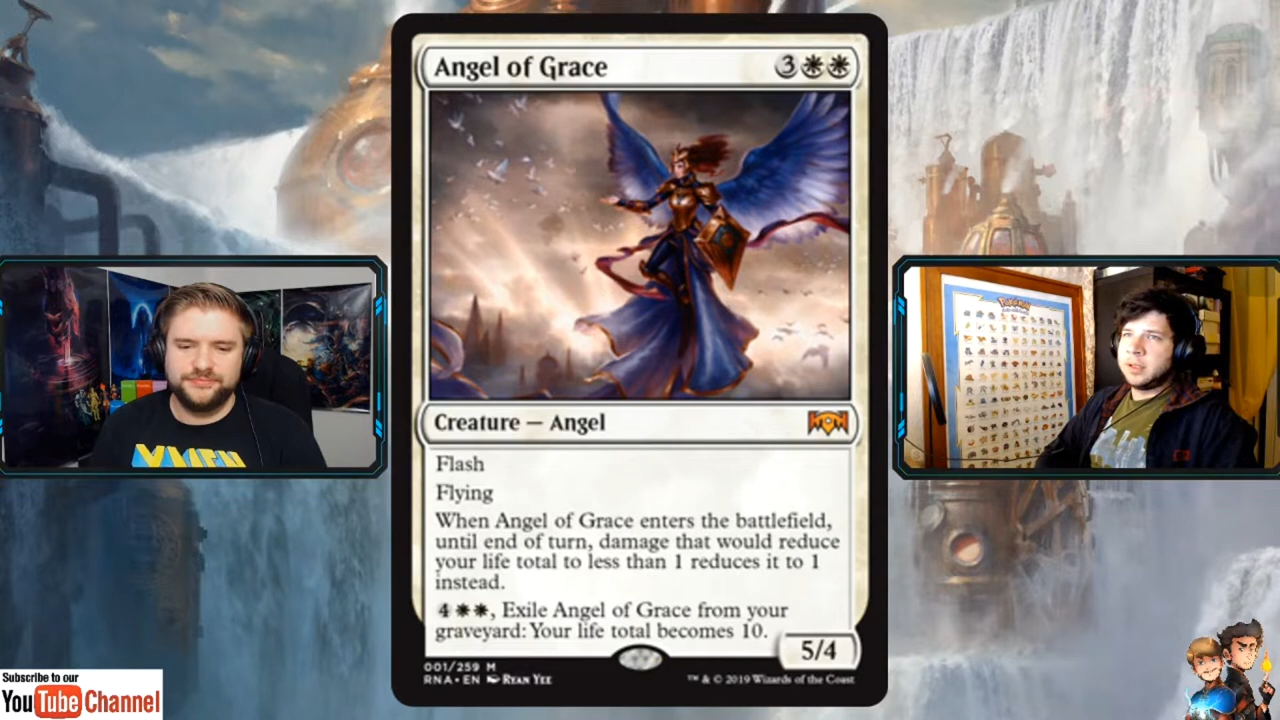 Angel of Grace 3
Creature — Angel
Flash
Flying
When Angel of Grace enters the battlefield,
until end of turn, damage that would reduce
your life total to less than 1 reduces it to 1
instead.
4, Exile Angel of Grace from your
graveyard: Your life total becomes 10.
5/4
001/259 M
RNA • EN Ryan Yee
™ & © 2019 Wizards of the Coast
Pokémon
Subscribe to our
YouTube Channel